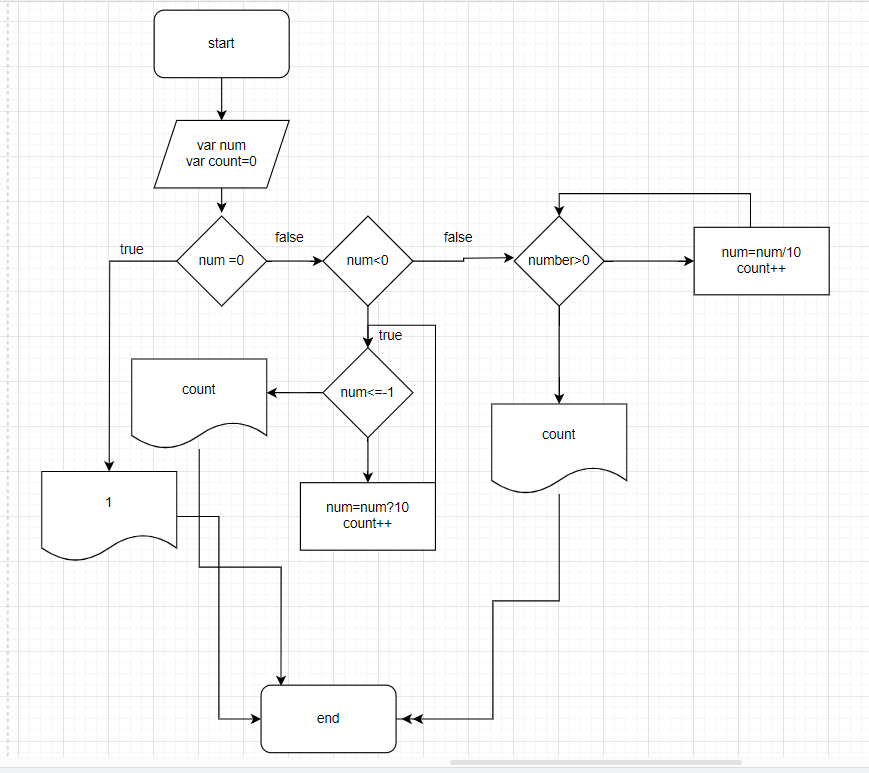 start
var num
var count=0
true
num =0
false
num<0
false
number>0
num=num/10
count++
true
count
num<=-1
count
1
num=num?10
count++
end